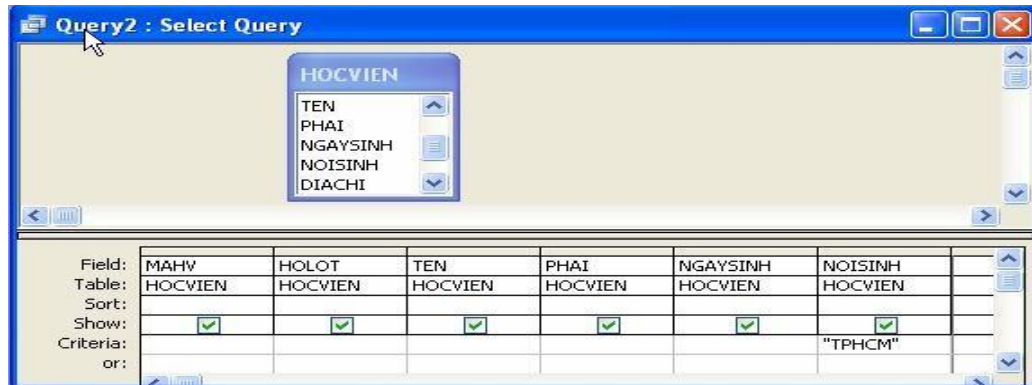 Query2 : Select Query
HOCVIEN
TEN
PHAI
NGAYSINH
NOISINH
DIACHI
Field: MAHV HOLOT TEN PHAI NGAYSINH NOISINH
Table: HOCVIEN HOCVIEN HOCVIEN HOCVIEN HOCVIEN HOCVIEN
Sort:
Show:
Criteria: "TPHCM"
or: